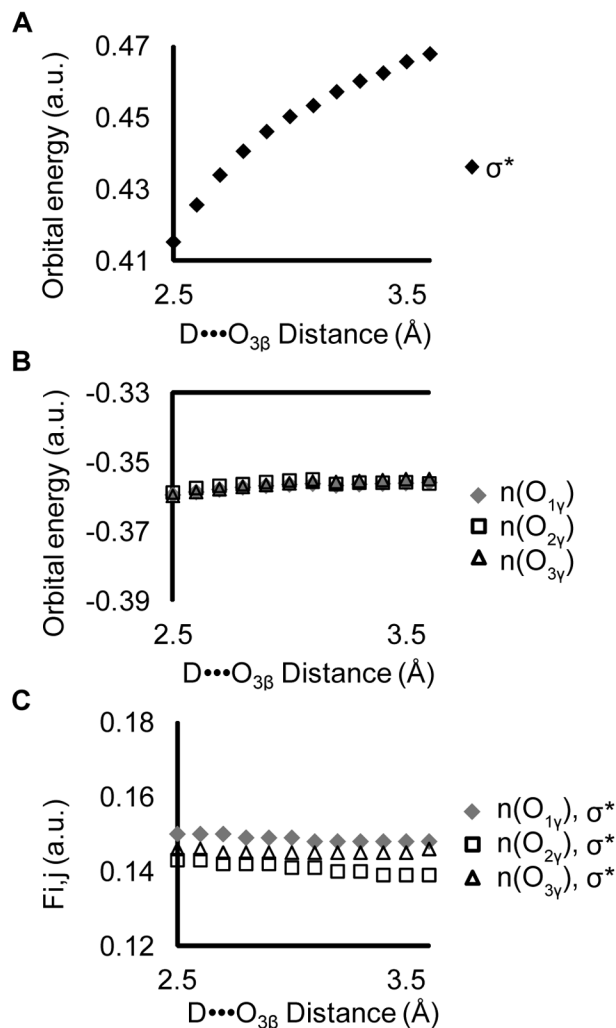 A
Orbital energy (a.u.)
0.47
0.45
0.43
0.41
2.5
3.5
D•••O3β Distance (Å)
σ*
B
Orbital energy (a.u.)
-0.33
-0.35
-0.37
-0.39
2.5
3.5
D•••O3β Distance (Å)
n(O1γ)
n(O2γ)
n(O3γ)
C
Fi,j (a.u.)
0.18
0.16
0.14
0.12
2.5
3.5
D•••O3β Distance (Å)
n(O1γ), σ*
n(O2γ), σ*
n(O3γ), σ*